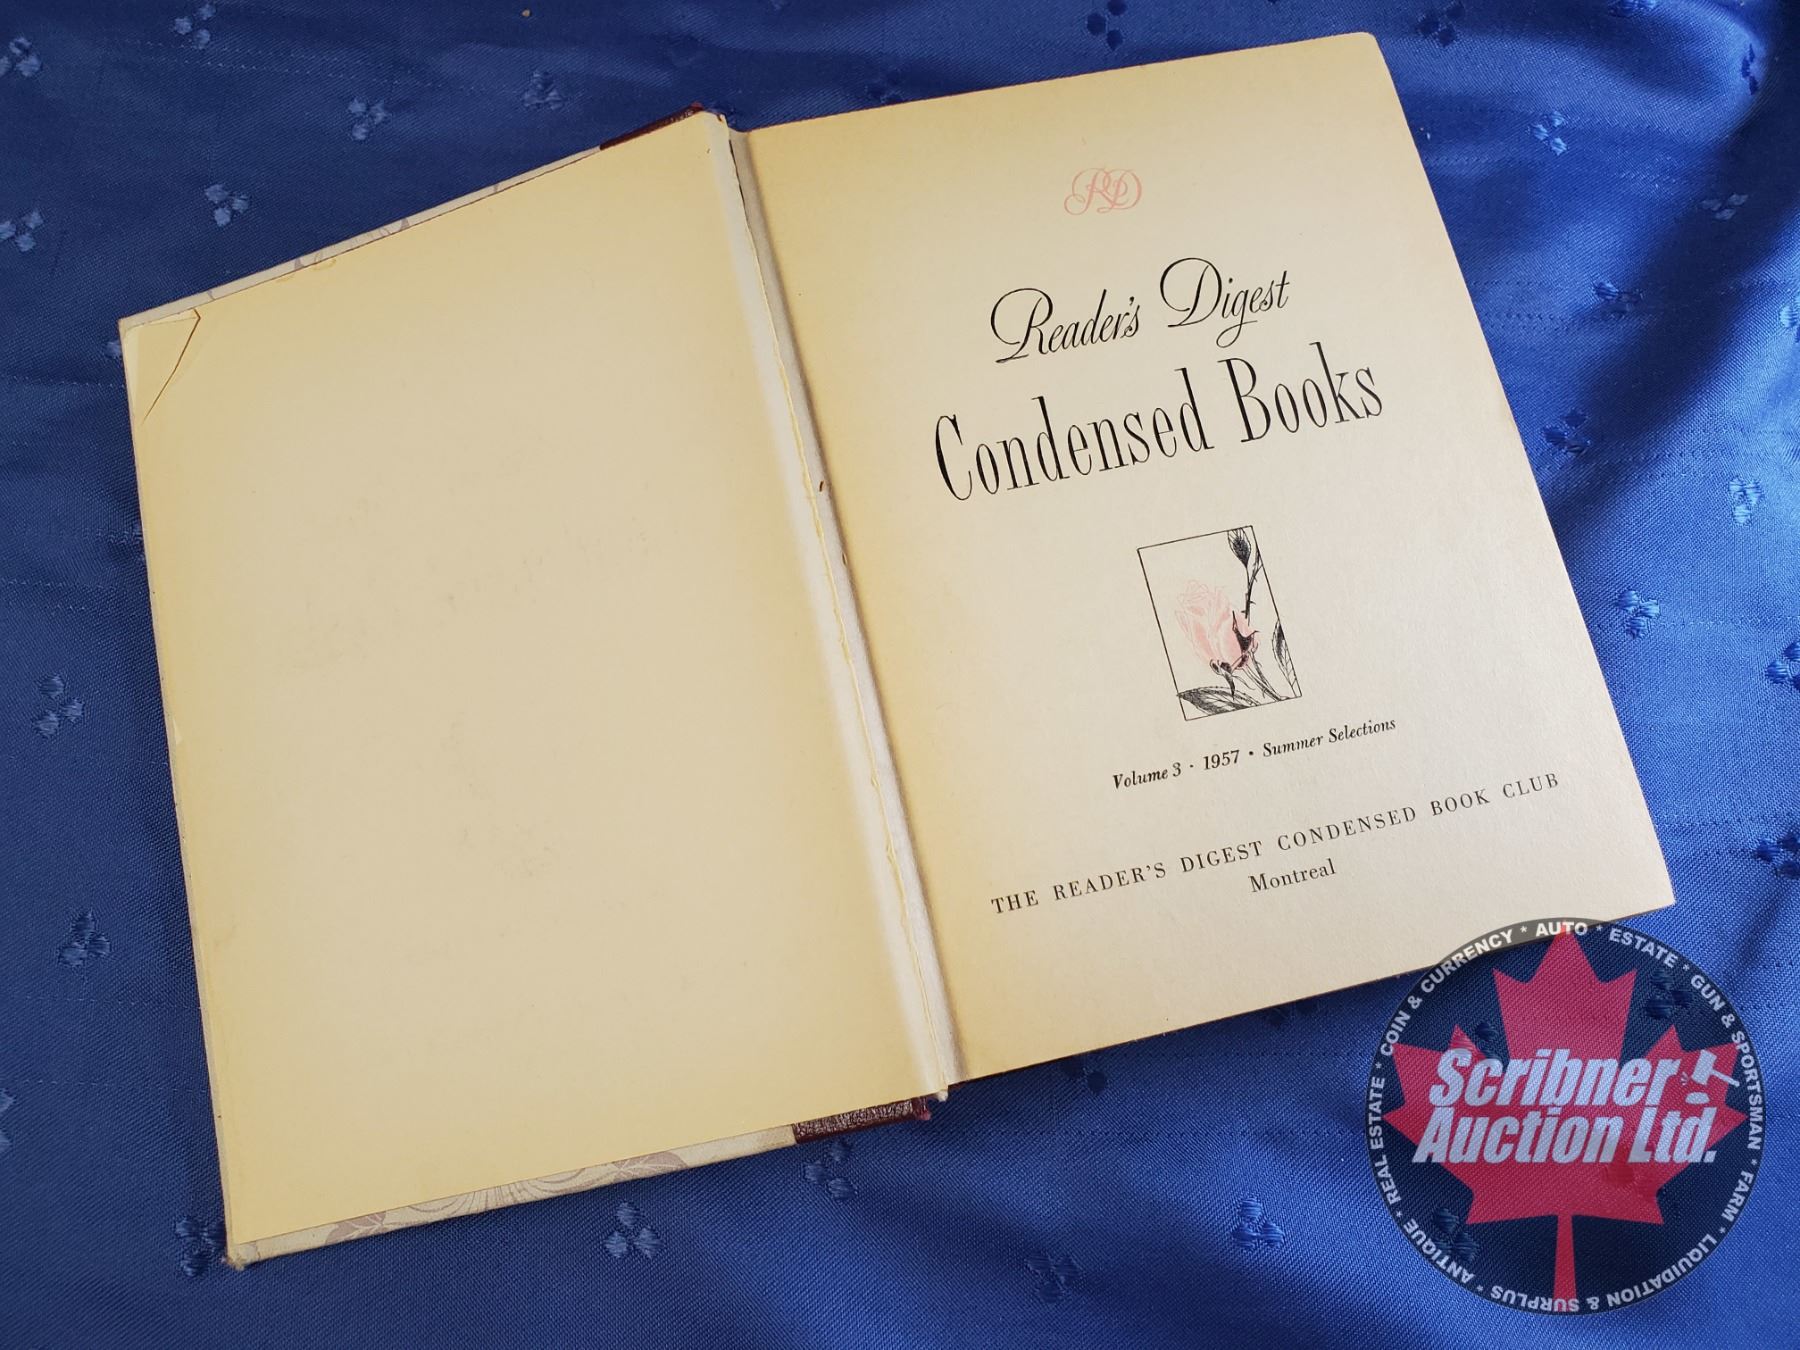 RD
Reader's Digest
Condensed Books
Volume 3 · 1957 · Summer Selections
THE READER'S DIGEST CONDENSED BOOK CLUB
Montreal
REAL ESTATE * COIN & CURRENCY * AUTO * ESTATE * GUN & SPORTSMAN * FARM * LIQUIDATION & SURPLUS * ANTIQUE *
Scribner
Auction Ltd.